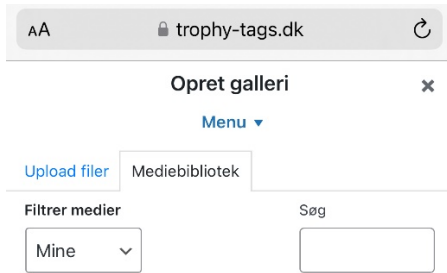 AA trophy-tags.dk
Opret galleri ×
Menu ▼
Upload filer Mediebibliotek
Filtrer medier Søg
Mine